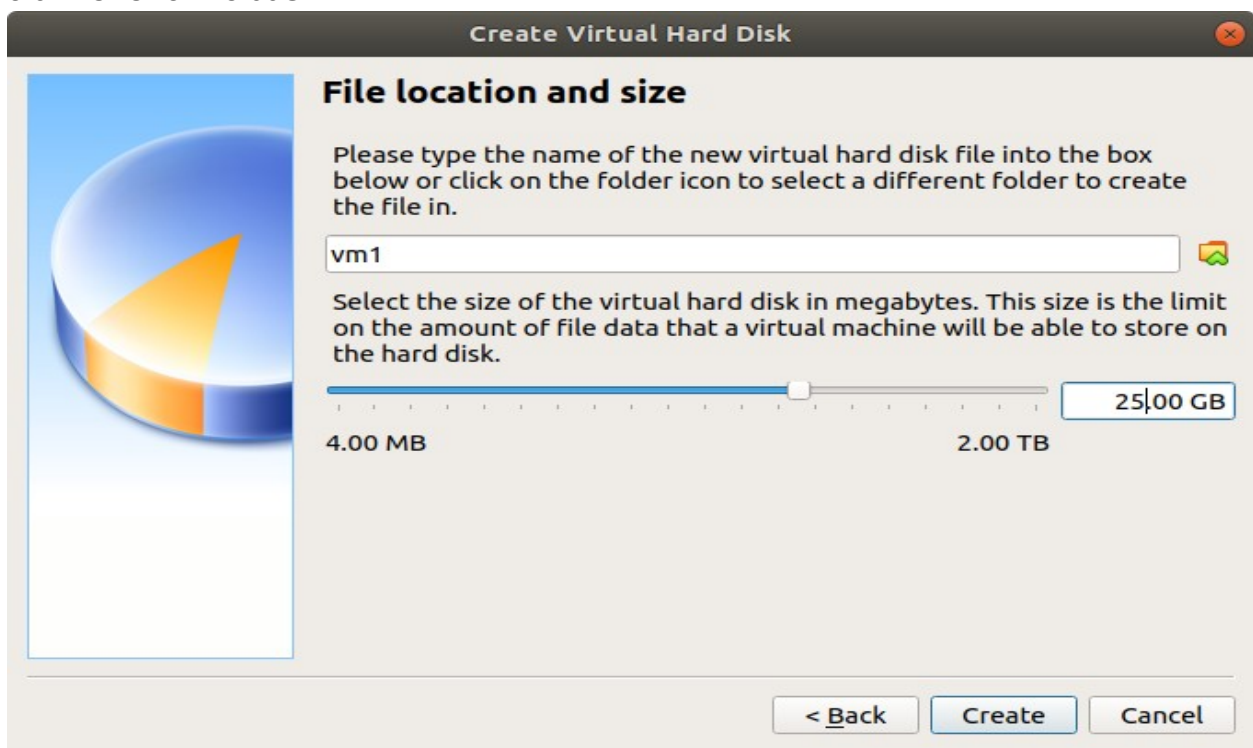 Create Virtual Hard Disk
File location and size
Please type the name of the new virtual hard disk file into the box
below or click on the folder icon to select a different folder to create
the file in.
vm1
Select the size of the virtual hard disk in megabytes. This size is the limit
on the amount of file data that a virtual machine will be able to store on
the hard disk.
25.00 GB
4.00 MB 2.00 TB
< Back Create Cancel